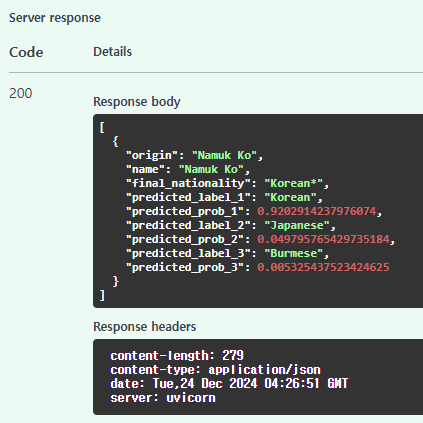 Server response
Code Details
200
Response body
[
  {
    "origin": "Namuk Ko",
    "name": "Namuk Ko",
    "final_nationality": "Korean*",
    "predicted_label_1": "Korean",
    "predicted_prob_1": 0.9202914237976074,
    "predicted_label_2": "Japanese",
    "predicted_prob_2": 0.049795765429735184,
    "predicted_label_3": "Burmese",
    "predicted_prob_3": 0.005325437523424625
  }
]
Response headers
content-length: 279
content-type: application/json
date: Tue,24 Dec 2024 04:26:51 GMT
server: uvicorn